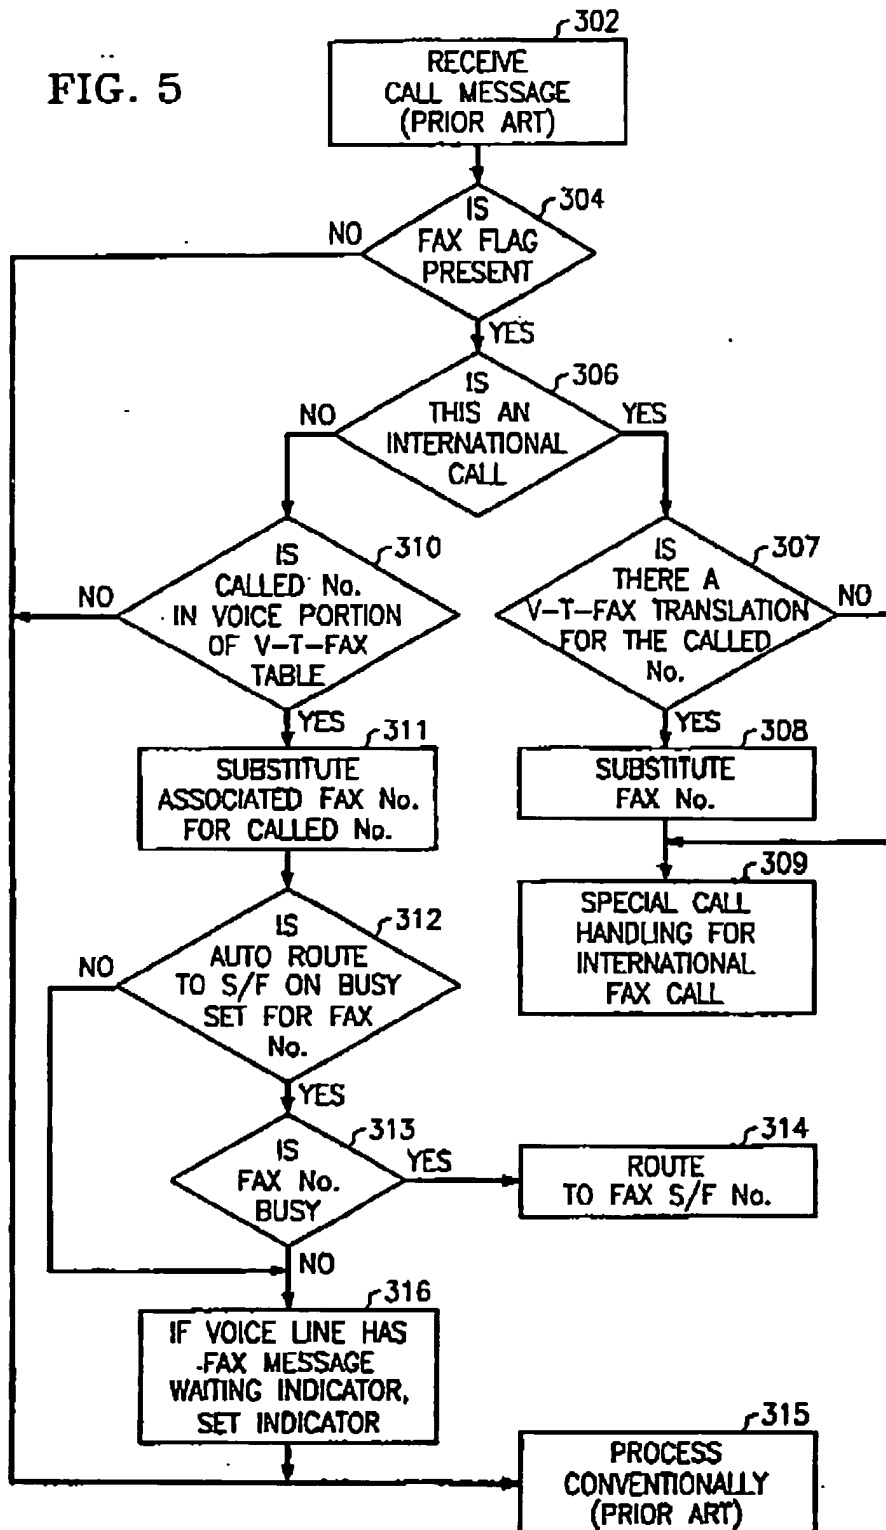 FIG. 5
302
RECEIVE
CALL MESSAGE
(PRIOR ART)
304
IS
FAX FLAG
PRESENT
NO
YES
306
IS
THIS AN
INTERNATIONAL
CALL
NO
YES
310
IS
CALLED No.
IN VOICE PORTION
OF V-T-FAX
TABLE
NO
YES
307
IS
THERE A
V-T-FAX TRANSLATION
FOR THE CALLED
No.
NO
YES
311
SUBSTITUTE
ASSOCIATED FAX No.
FOR CALLED No.
308
SUBSTITUTE
FAX No.
309
SPECIAL CALL
HANDLING FOR
INTERNATIONAL
FAX CALL
312
IS
AUTO ROUTE
TO S/F ON BUSY
SET FOR FAX
No.
NO
YES
313
IS
FAX No.
BUSY
YES
NO
314
ROUTE
TO FAX S/F No.
316
IF VOICE LINE HAS
FAX MESSAGE
WAITING INDICATOR,
SET INDICATOR
315
PROCESS
CONVENTIONALLY
(PRIOR ART)